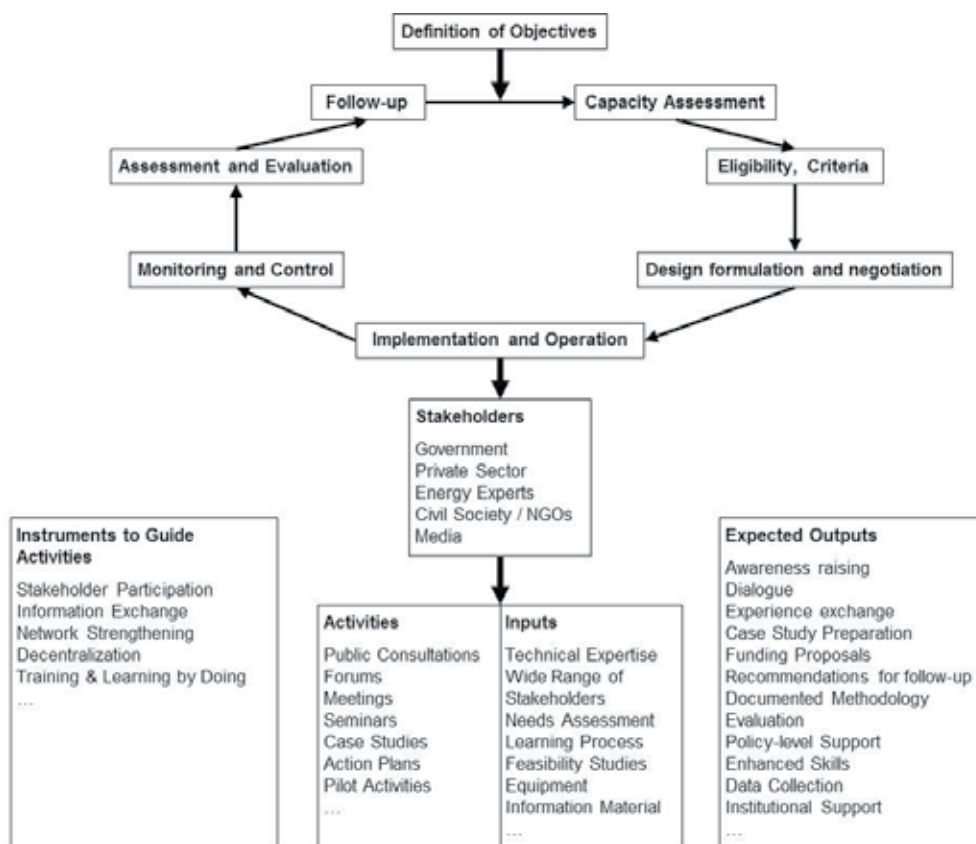 Definition of Objectives
Follow-up
Capacity Assessment
Assessment and Evaluation
Eligibility, Criteria
Monitoring and Control
Design formulation and negotiation
Implementation and Operation
Stakeholders
Government
Private Sector
Energy Experts
Civil Society / NGOs
Media
Instruments to Guide
Activities
Stakeholder Participation
Information Exchange
Network Strengthening
Decentralization
Training & Learning by Doing
...
Activities
Public Consultations
Forums
Meetings
Seminars
Case Studies
Action Plans
Pilot Activities
...
Inputs
Technical Expertise
Wide Range of
Stakeholders
Needs Assessment
Learning Process
Feasibility Studies
Equipment
Information Material
...
Expected Outputs
Awareness raising
Dialogue
Experience exchange
Case Study Preparation
Funding Proposals
Recommendations for follow-up
Documented Methodology
Evaluation
Policy-level Support
Enhanced Skills
Data Collection
Institutional Support
...